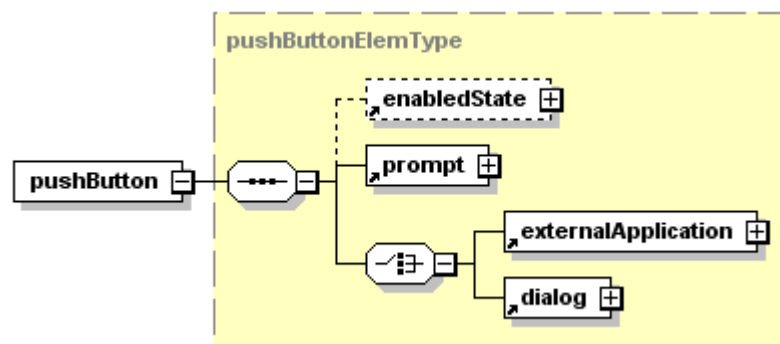 pushButtonElemType
enabledState
pushButton
prompt
externalApplication
dialog